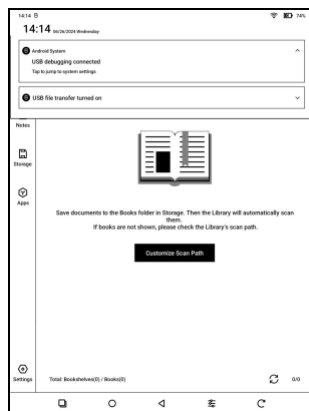 14:14
74%
14:14 06/26/2024 Wednesday
Android System
USB debugging connected
Tap to jump to system settings
USB file transfer turned on
Notes
Storage
Apps
Save documents to the Books folder in Storage. Then the Library will automatically scan
them.
If books are not shown, please check the Library's scan path.
Customize Scan Path
Settings
Total: Bookshelves(0) / Books(0)
0/0